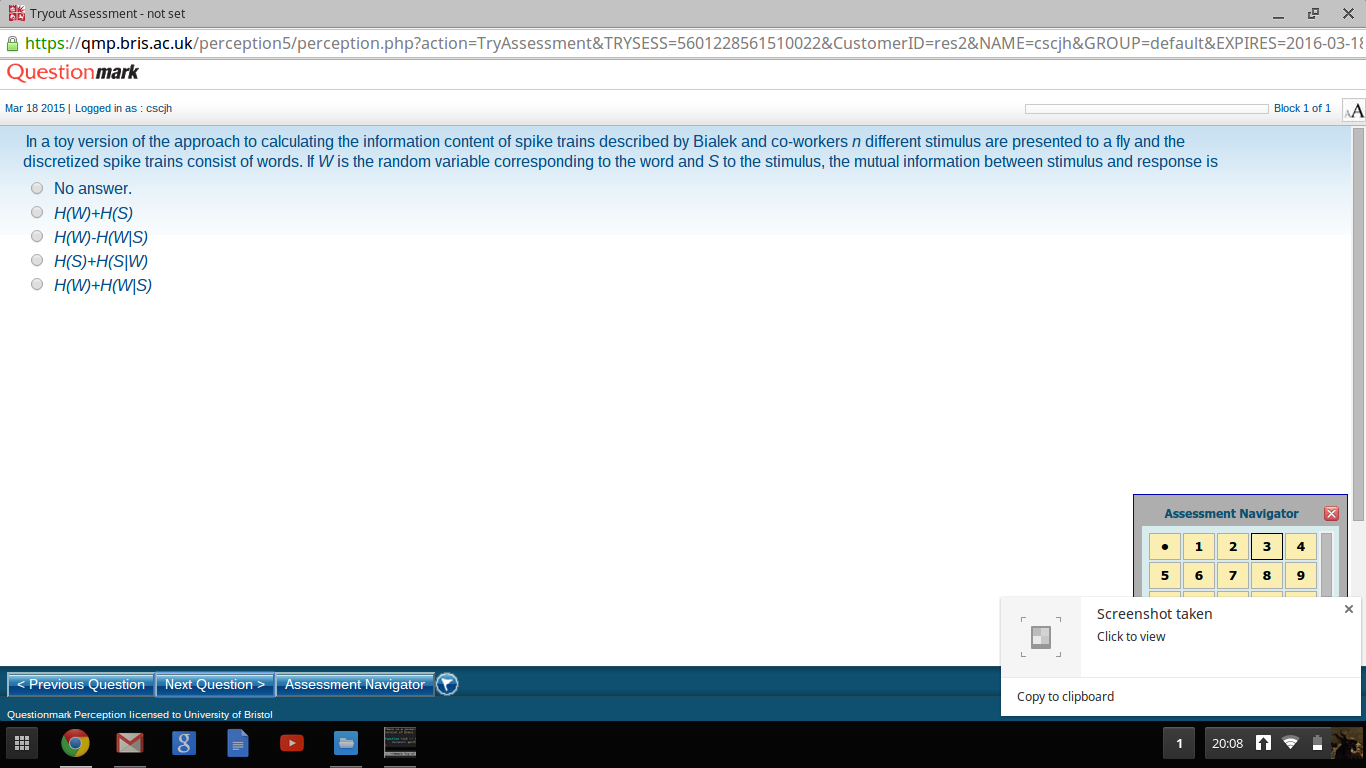 Tryout Assessment - not set
https://qmp.bris.ac.uk/perception5/perception.php?action=TryAssessment&TRYSESS=5601228561510022&CustomerID=res2&NAME=cscjh&GROUP=default&EXPIRES=2016-03-18
Questionmark
Mar 18 2015 | Logged in as : cscjh
Block 1 of 1
AA
In a toy version of the approach to calculating the information content of spike trains described by Bialek and co-workers n different stimulus are presented to a fly and the
discretized spike trains consist of words. If W is the random variable corresponding to the word and S to the stimulus, the mutual information between stimulus and response is
No answer.
H(W)+H(S)
H(W)-H(W|S)
H(S)+H(S|W)
H(W)+H(W|S)
Assessment Navigator
• 1 2 3 4
5 6 7 8 9
Screenshot taken
Click to view
Copy to clipboard
< Previous Question Next Question > Assessment Navigator
Questionmark Perception licensed to University of Bristol
8
1 20:08